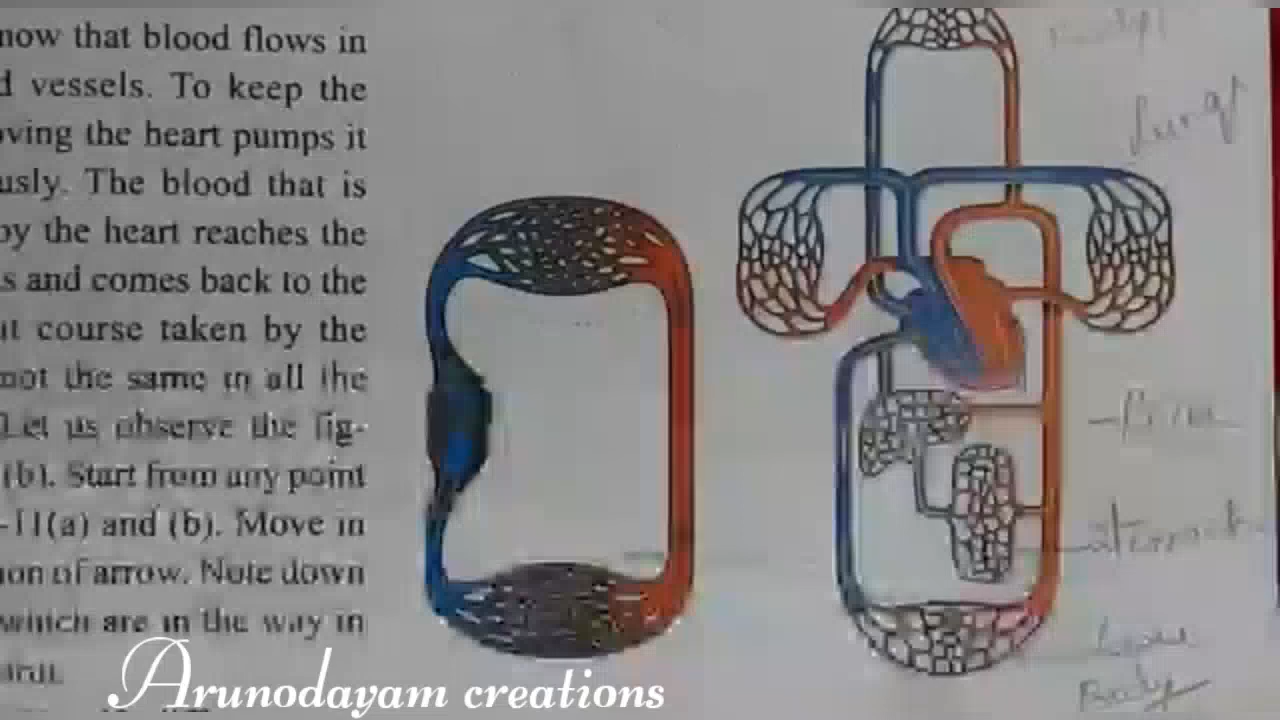 now that blood flows in
d vessels. To keep the
oving the heart pumps it
usly. The blood that is
by the heart reaches the
s and comes back to the
ut course taken by the
not the same in all the
Let us observe the fig-
(b). Start from any point
-11(a) and (b). Move in
ion of arrow. Note down
which are in the way in
Lungs
Body
Arunodayam creations